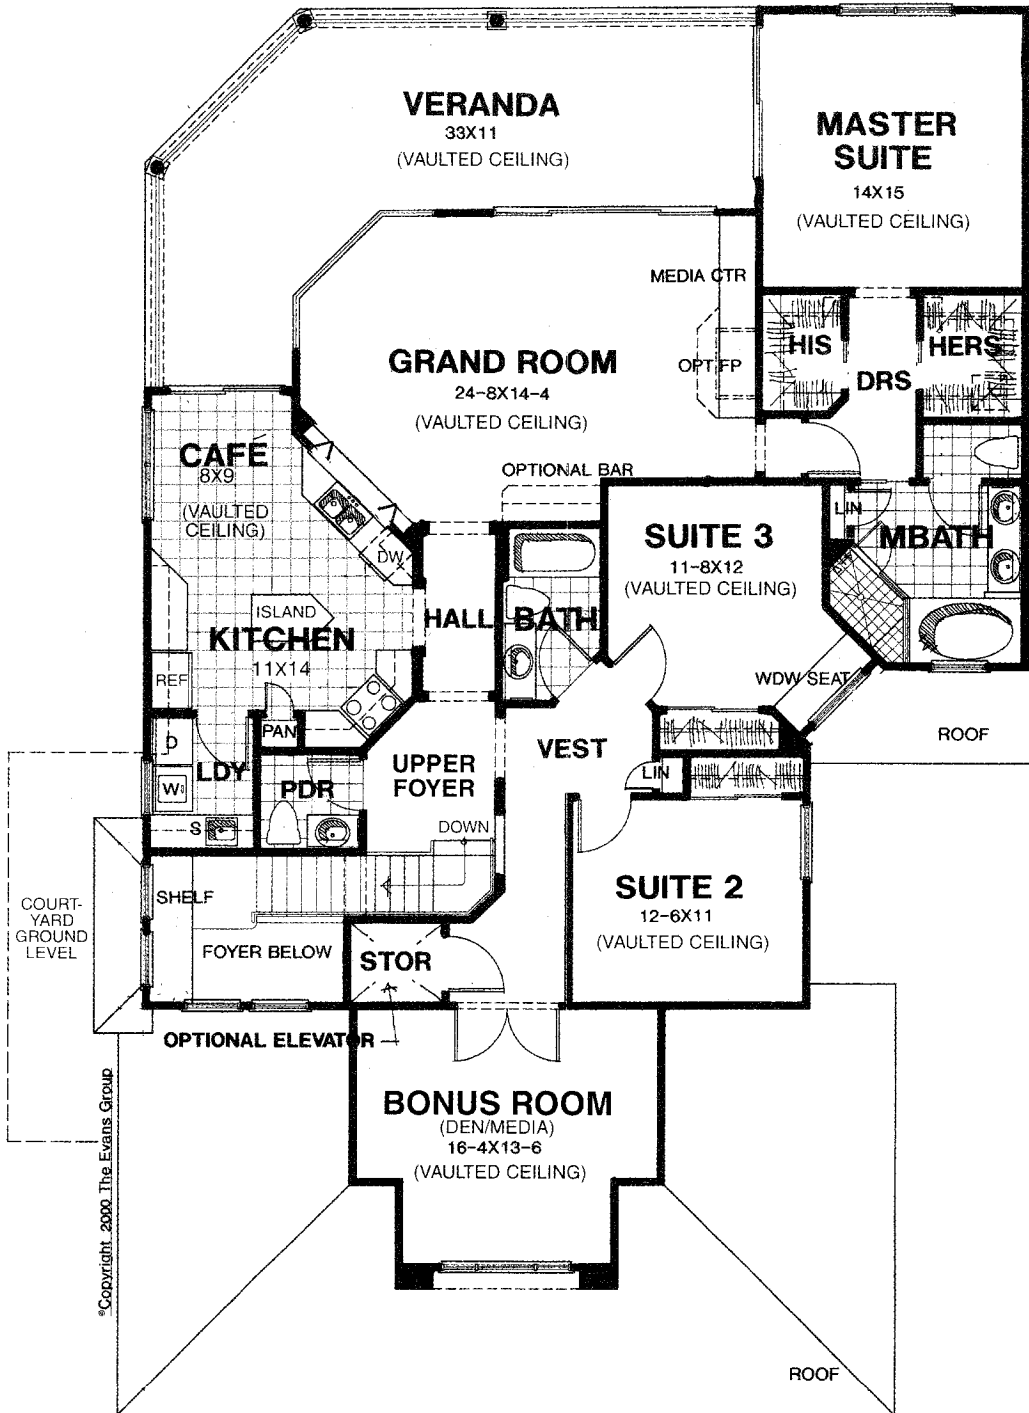 VERANDA
33X11
(VAULTED CEILING)
MASTER
SUITE
14X15
(VAULTED CEILING)
MEDIA CTR
OPT FP
HIS
HERS
DRS
GRAND ROOM
24-8X14-4
(VAULTED CEILING)
OPTIONAL BAR
CAFÉ
8X9
(VAULTED
CEILING)
DW
LIN
MBATH
SUITE 3
11-8X12
(VAULTED CEILING)
WDW SEAT
ISLAND
KITCHEN
11X14
HALL
BATH
REF
PAN
D
W
LDY
S
PDR
UPPER
FOYER
DOWN
VEST
LIN
ROOF
SUITE 2
12-6X11
(VAULTED CEILING)
COURT-
YARD
GROUND
LEVEL
SHELF
FOYER BELOW
STOR
OPTIONAL ELEVATOR
BONUS ROOM
(DEN/MEDIA)
16-4X13-6
(VAULTED CEILING)
©Copyright 2000 The Evans Group
ROOF